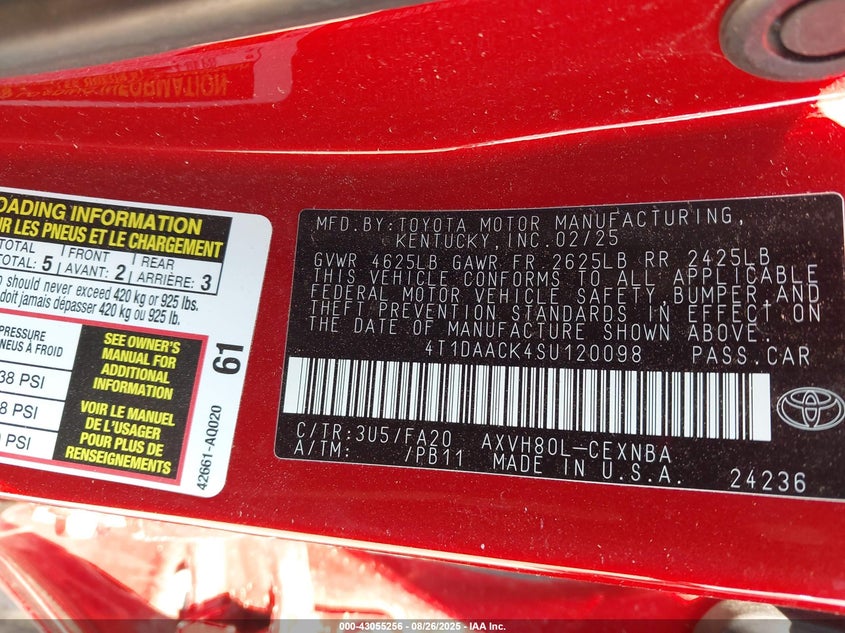 OADING INFORMATION
UR LES PNEUS ET LE CHARGEMENT
TOTAL FRONT REAR
TOTAL: 5 AVANT: 2 ARRIÈRE: 3
o should never exceed 420 kg or 925 lbs.
doit jamais dépasser 420 kg ou 925 lb.
PRESSURE
NEUS À FROID
38 PSI
8 PSI
PSI
SEE OWNER'S
MANUAL FOR
ADDITIONAL
INFORMATION
VOIR LE MANUEL
DE L'USAGER
POUR PLUS DE
RENSEIGNEMENTS
61
42661-A0020
MFD.BY:TOYOTA MOTOR MANUFACTURING,
KENTUCKY,INC.02/25
GVWR 4625LB GAWR FR 2625LB RR 2425LB
THIS VEHICLE CONFORMS TO ALL APPLICABLE
FEDERAL MOTOR VEHICLE SAFETY,BUMPER,AND
THEFT PREVENTION STANDARDS IN EFFECT ON
THE DATE OF MANUFACTURE SHOWN ABOVE.
4T1DAACK4SU120098 PASS.CAR
C/TR:3U5/FA20 AXVH80L-CEXNBA
A/TM: /PB11 MADE IN U.S.A.
24236
000-43055256 - 08/26/2025 - IAA Inc.